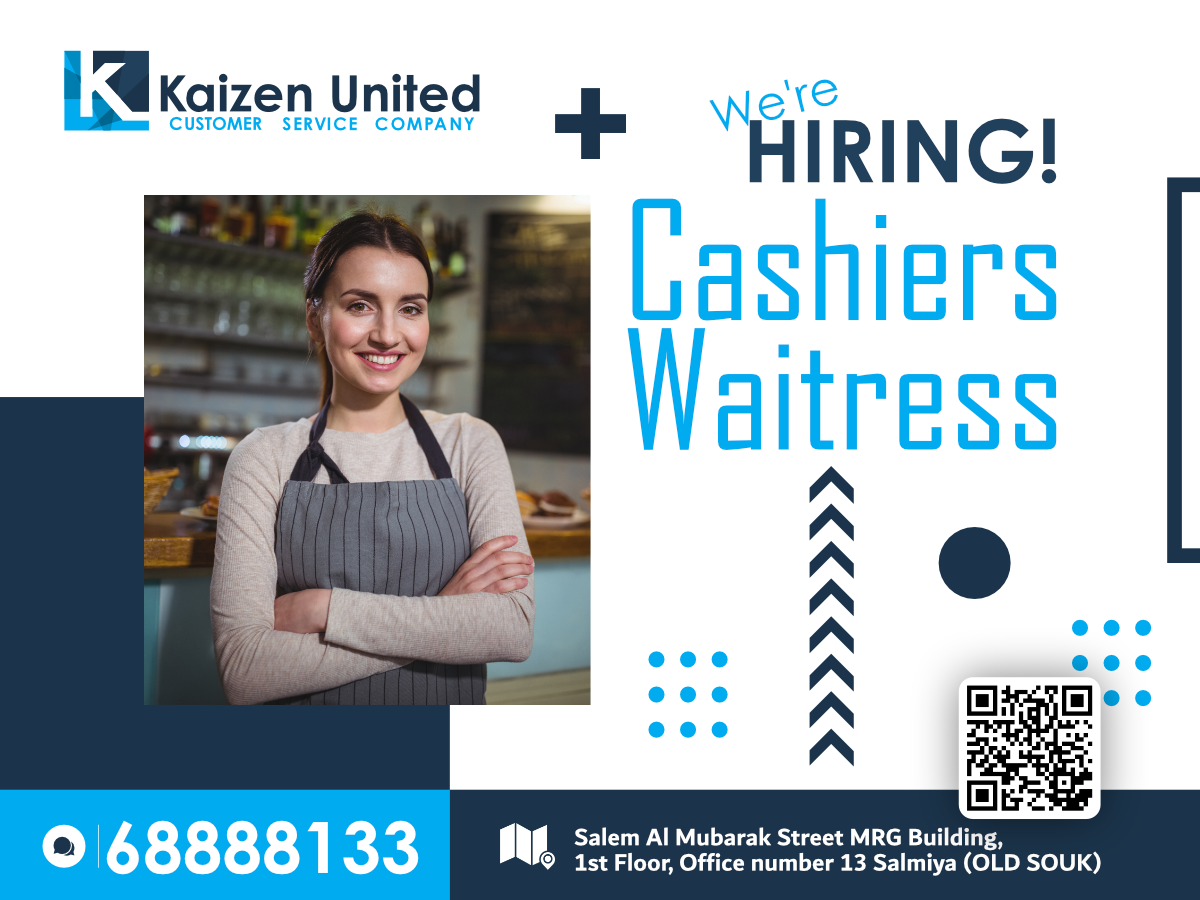 Kaizen United
CUSTOMER SERVICE COMPANY
We're
HIRING!
Cashiers
Waitress
68888133
Salem Al Mubarak Street MRG Building,
1st Floor, Office number 13 Salmiya (OLD SOUK)